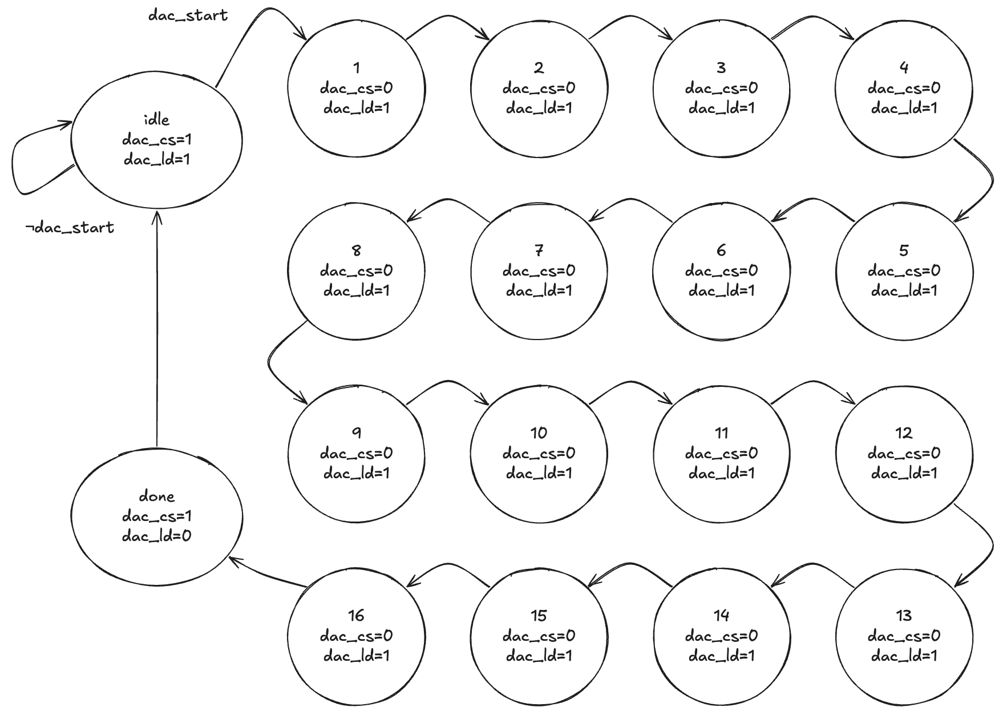 dac_start
idle
dac_cs=1
dac_ld=1
¬dac_start
1
dac_cs=0
dac_ld=1
2
dac_cs=0
dac_ld=1
3
dac_cs=0
dac_ld=1
4
dac_cs=0
dac_ld=1
5
dac_cs=0
dac_ld=1
6
dac_cs=0
dac_ld=1
7
dac_cs=0
dac_ld=1
8
dac_cs=0
dac_ld=1
9
dac_cs=0
dac_ld=1
10
dac_cs=0
dac_ld=1
11
dac_cs=0
dac_ld=1
12
dac_cs=0
dac_ld=1
13
dac_cs=0
dac_ld=1
14
dac_cs=0
dac_ld=1
15
dac_cs=0
dac_ld=1
16
dac_cs=0
dac_ld=1
done
dac_cs=1
dac_ld=0